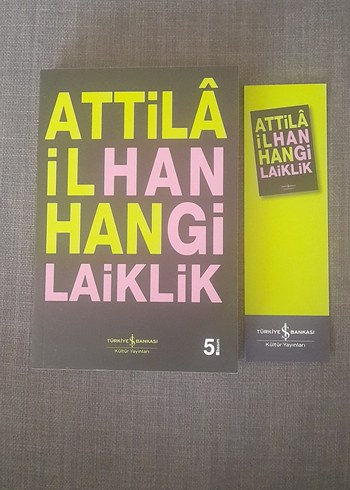 ATTiLÂ
iLHAN
HANGi
LAiKLiK
TÜRKİYE İŞ BANKASI
Kültür Yayınları
5.
ATTiLÂ
iLHAN
HANGi
LAiKLiK
TÜRKİYE İŞ BANKASI
Kültür Yayınları